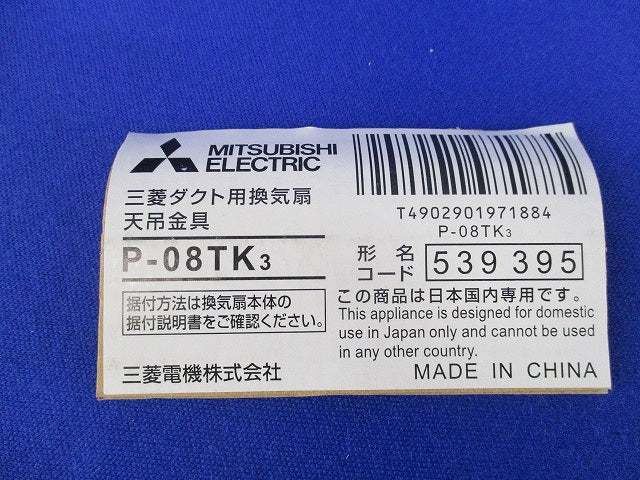 MITSUBISHI
ELECTRIC
三菱ダクト用換気扇
天吊金具
P-08TK3
据付方法は換気扇本体の
据付説明書をご確認ください。
三菱電機株式会社
T4902901971884
P-08TK3
形名
コード
539 395
この商品は日本国内専用です。
This appliance is designed for domestic
use in Japan only and cannot be used
in any other country.
MADE IN CHINA